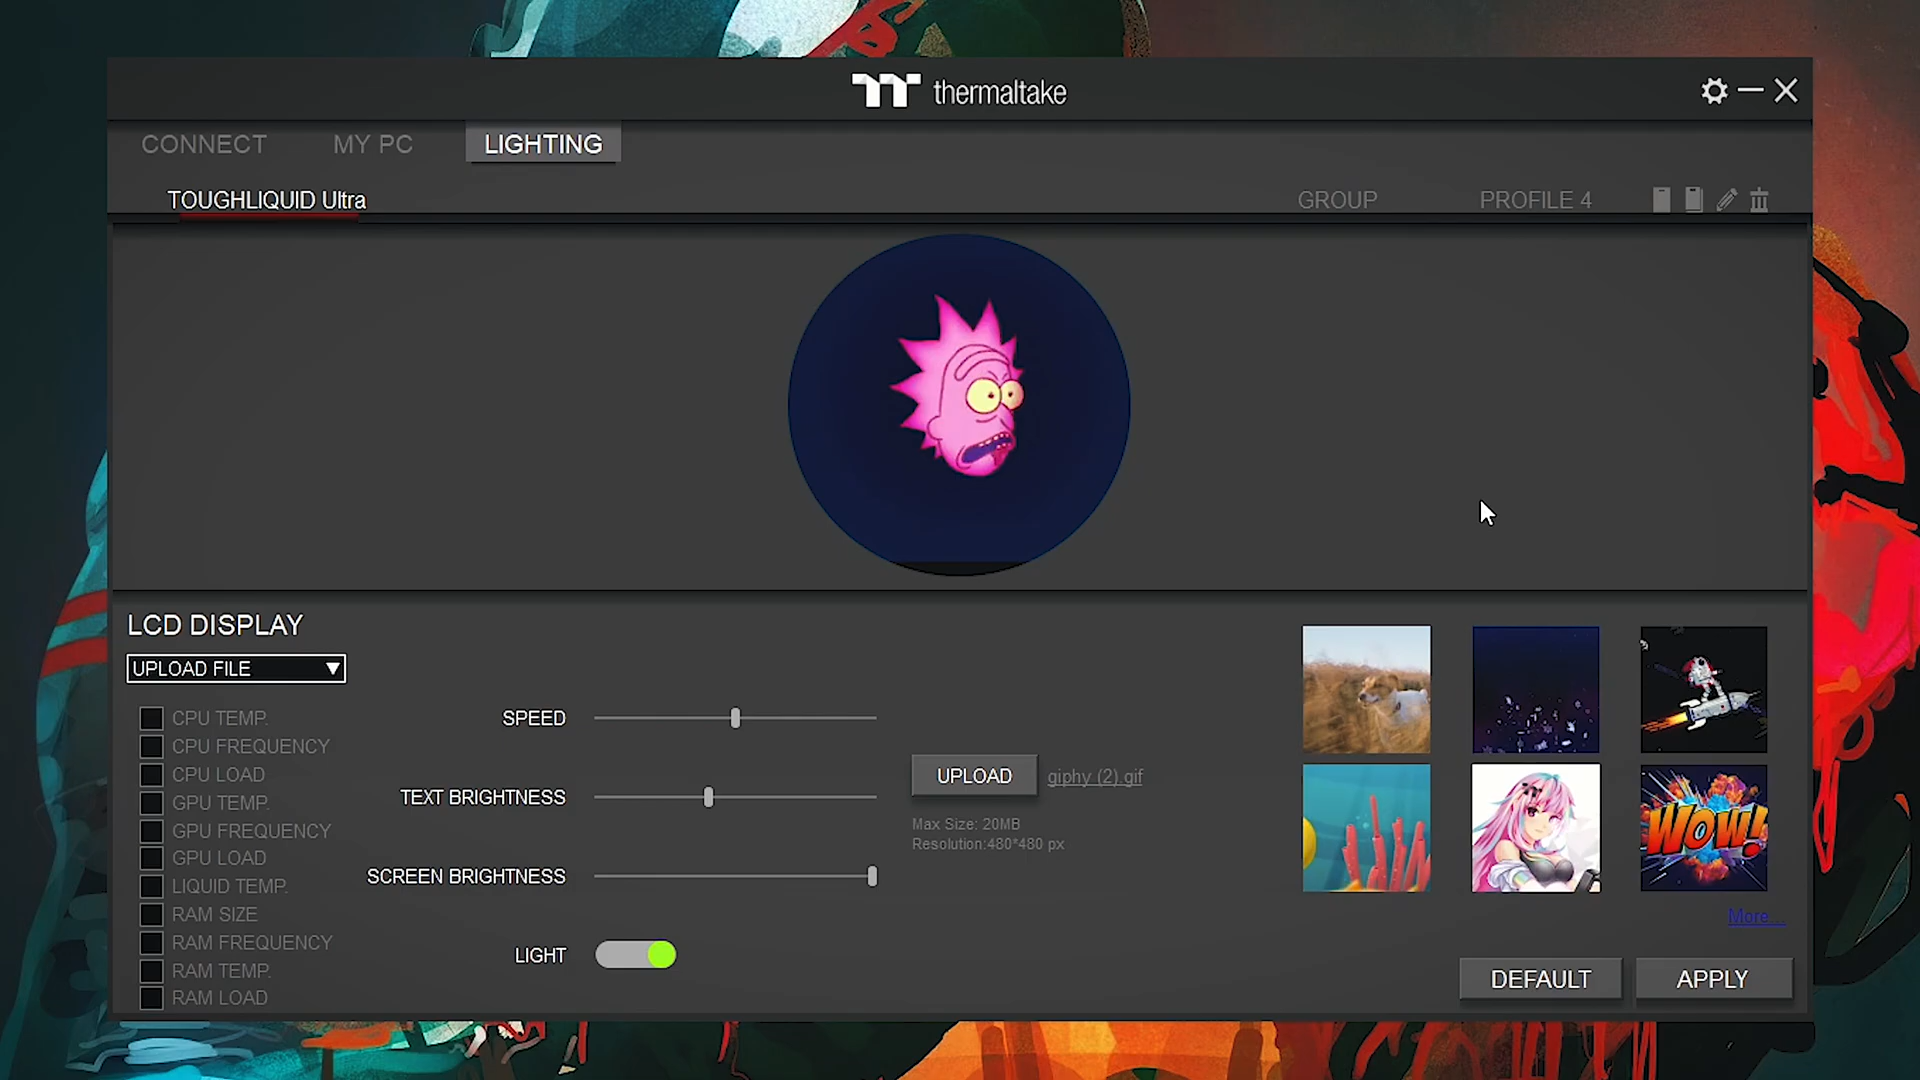 thermaltake
CONNECT MY PC LIGHTING
TOUGHLIQUID Ultra GROUP PROFILE 4
LCD DISPLAY
UPLOAD FILE
CPU TEMP.
CPU FREQUENCY
CPU LOAD
GPU TEMP.
GPU FREQUENCY
GPU LOAD
LIQUID TEMP.
RAM SIZE
RAM FREQUENCY
RAM TEMP.
RAM LOAD
SPEED
TEXT BRIGHTNESS
SCREEN BRIGHTNESS
LIGHT
UPLOAD giphy (2).gif
Max Size: 20MB
Resolution:480*480 px
WOW!
More...
DEFAULT APPLY